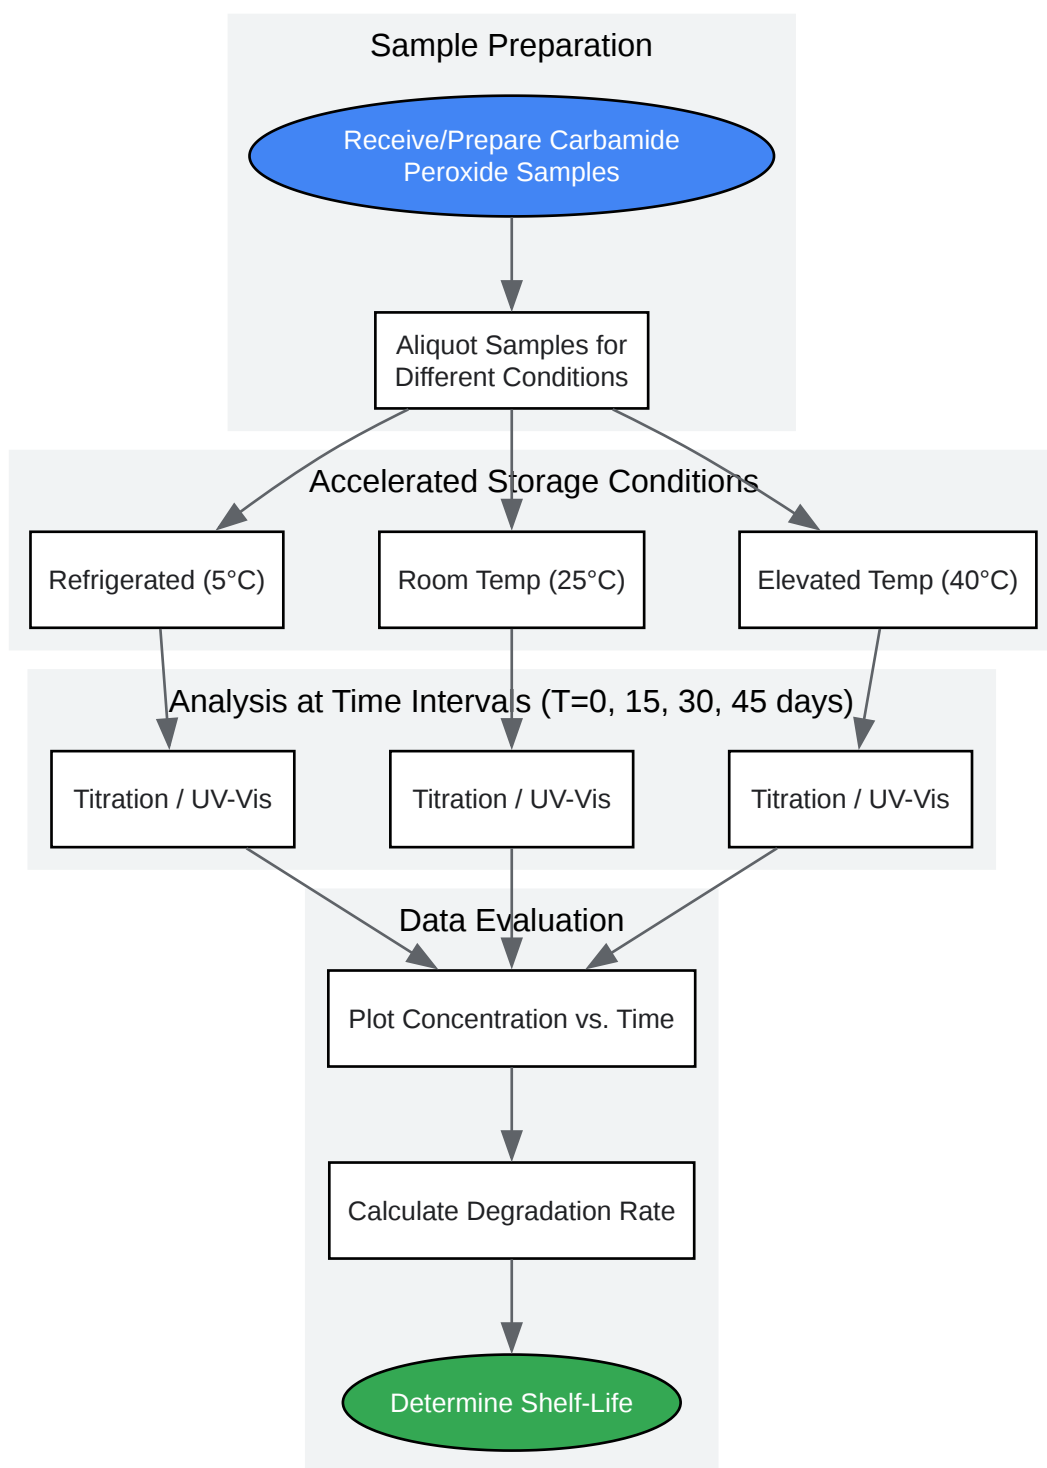 Sample Preparation
Receive/Prepare Carbamide
Peroxide Samples
Aliquot Samples for
Different Conditions
Accelerated Storage Conditions
Refrigerated (5°C)
Room Temp (25°C)
Elevated Temp (40°C)
Analysis at Time Intervals (T=0, 15, 30, 45 days)
Titration / UV-Vis
Titration / UV-Vis
Titration / UV-Vis
Data Evaluation
Plot Concentration vs. Time
Calculate Degradation Rate
Determine Shelf-Life